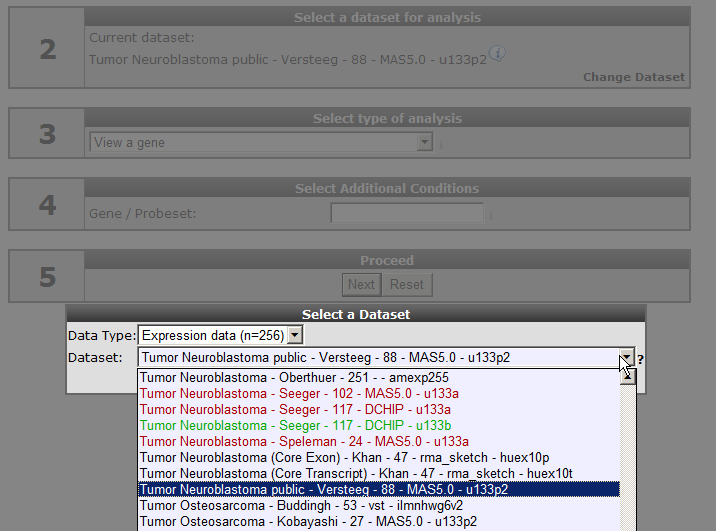 2
Select a dataset for analysis
Current dataset:
Tumor Neuroblastoma public - Versteeg - 88 - MAS5.0 - u133p2
i
Change Dataset
3
Select type of analysis
View a gene
4
Select Additional Conditions
Gene / Probeset:
5
Proceed
Next Reset
Select a Dataset
Data Type: Expression data (n=256)
Dataset: Tumor Neuroblastoma public - Versteeg - 88 - MAS5.0 - u133p2 ?
Tumor Neuroblastoma - Oberthuer - 251 - - amexp255
Tumor Neuroblastoma - Seeger - 102 - MAS5.0 - u133a
Tumor Neuroblastoma - Seeger - 117 - DCHIP - u133a
Tumor Neuroblastoma - Seeger - 117 - DCHIP - u133b
Tumor Neuroblastoma - Speleman - 24 - MAS5.0 - u133a
Tumor Neuroblastoma (Core Exon) - Khan - 47 - rma_sketch - huex10p
Tumor Neuroblastoma (Core Transcript) - Khan - 47 - rma_sketch - huex10t
Tumor Neuroblastoma public - Versteeg - 88 - MAS5.0 - u133p2
Tumor Osteosarcoma - Buddingh - 53 - vst - ilmnhwg6v2
Tumor Osteosarcoma - Kobayashi - 27 - MAS5.0 - u133p2